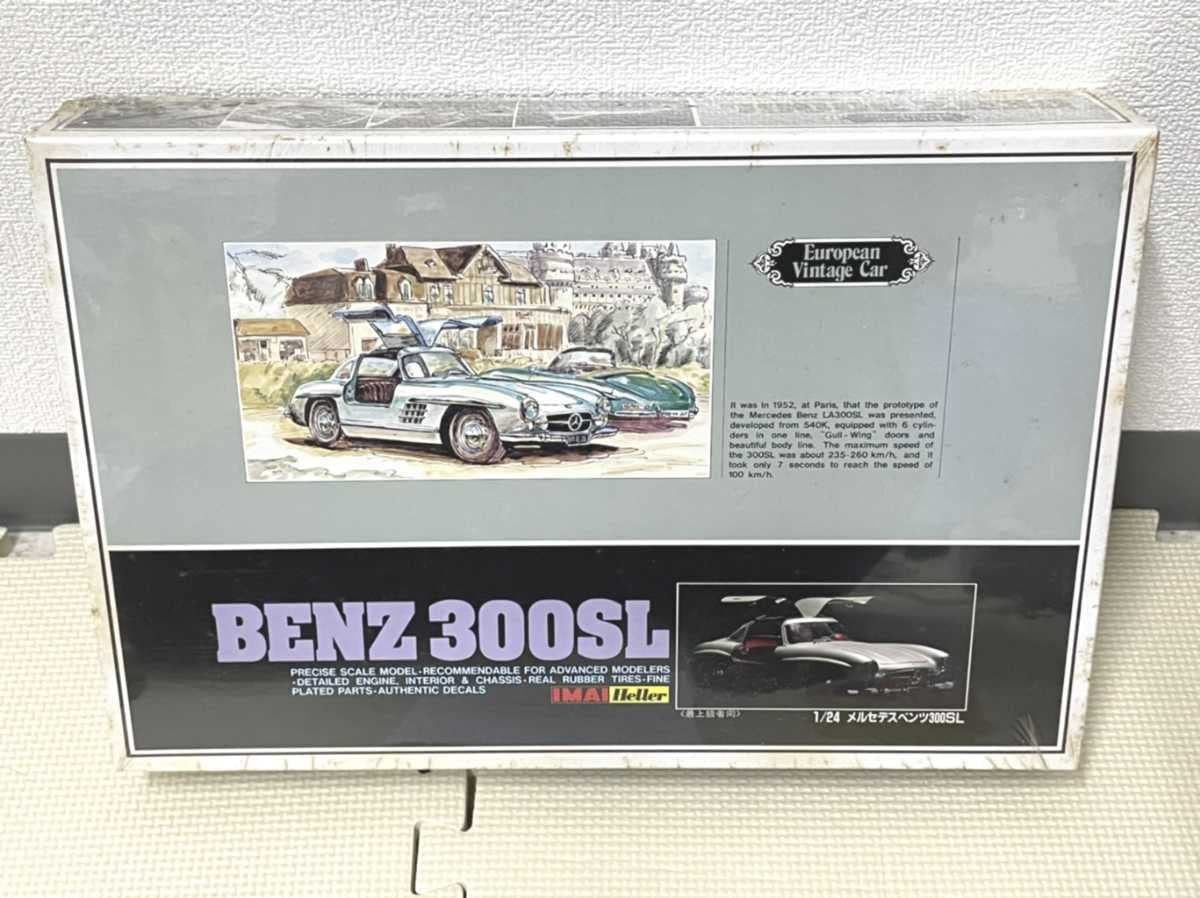 European
Vintage Car
It was in 1952, at Paris, that the prototype of
the Mercedes Benz LA300SL was presented,
developed from 540K, equipped with 6 cylin-
ders in one line, "Gull-Wing" doors and
beautiful body line. The maximum speed of
the 300SL was about 235-260 km/h, and it
took only 7 seconds to reach the speed of
100 km/h.
BENZ 300SL
PRECISE SCALE MODEL·RECOMMENDABLE FOR ADVANCED MODELERS
·DETAILED ENGINE, INTERIOR & CHASSIS·REAL RUBBER TIRES·FINE
PLATED PARTS·AUTHENTIC DECALS
IMAI Heller
〈最上級者向〉
1/24 メルセデスベンツ300SL